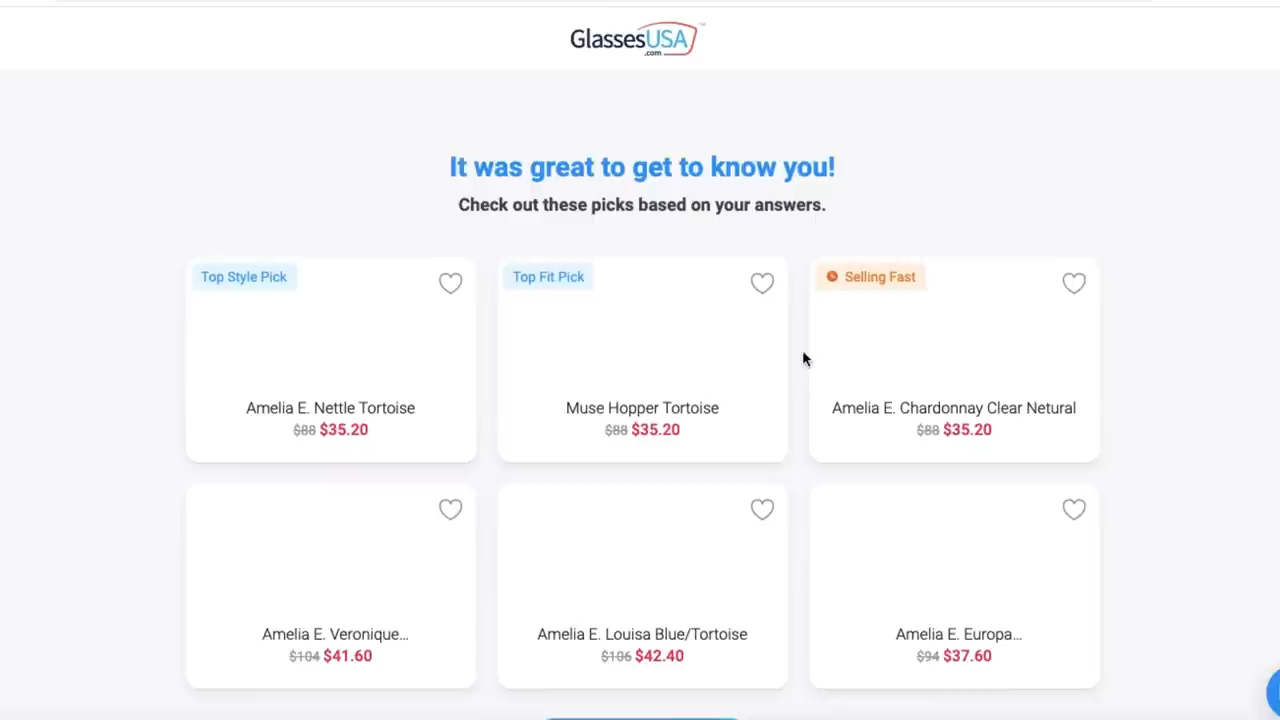 GlassesUSA™
.com
It was great to get to know you!
Check out these picks based on your answers.
Top Style Pick
Top Fit Pick
Selling Fast
Amelia E. Nettle Tortoise
$88 $35.20
Muse Hopper Tortoise
$88 $35.20
Amelia E. Chardonnay Clear Netural
$88 $35.20
Amelia E. Veronique...
$104 $41.60
Amelia E. Louisa Blue/Tortoise
$106 $42.40
Amelia E. Europa...
$94 $37.60